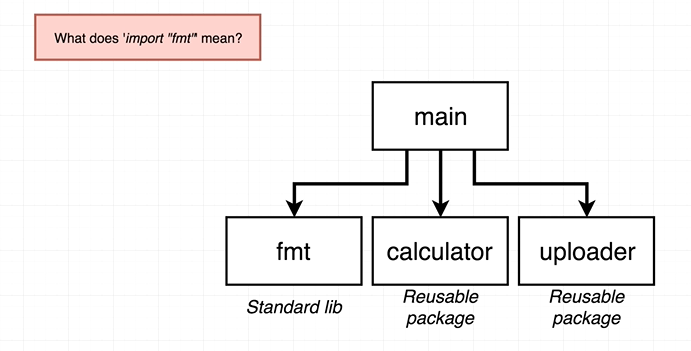 What does 'import "fmt"' mean?
main
fmt
calculator
uploader
Standard lib
Reusable
package
Reusable
package